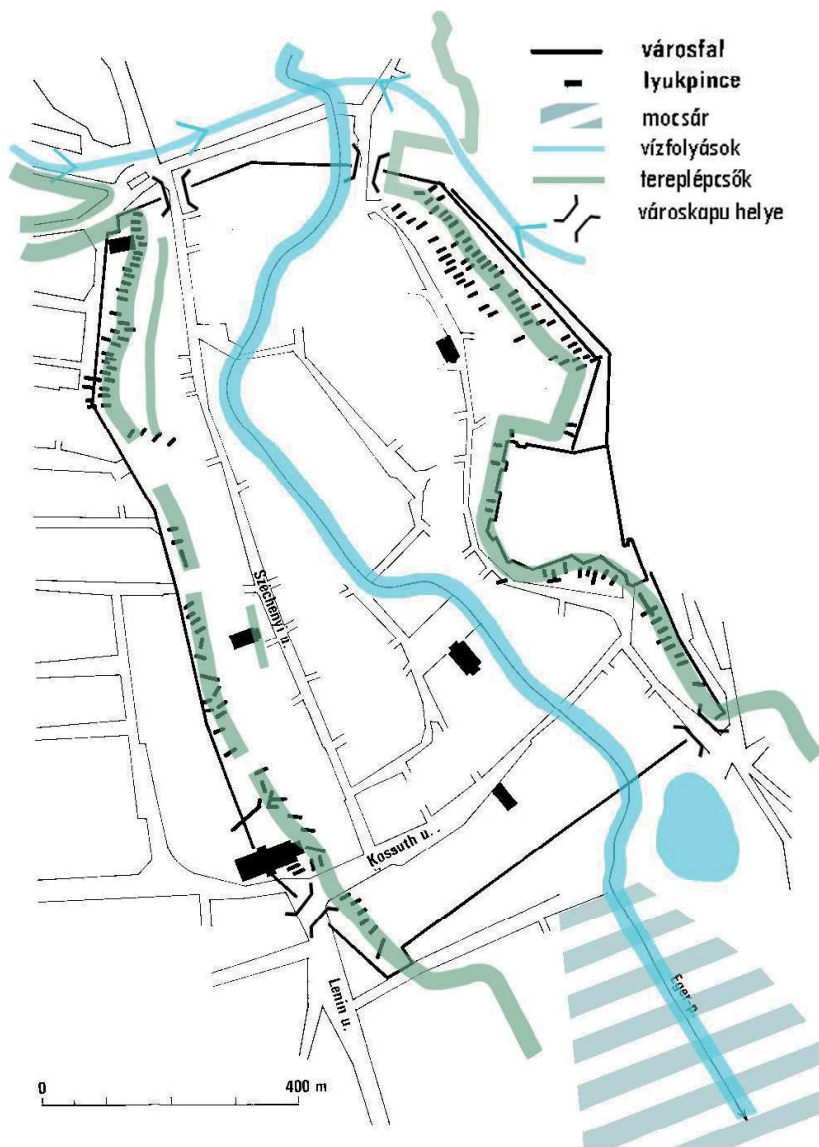 városfal
lyukpince
mocsár
vízfolyások
tereplépcsők
városkapu helye
Széchenyi u.
Kossuth u.
Lenin u.
Eger-p.
0 400 m